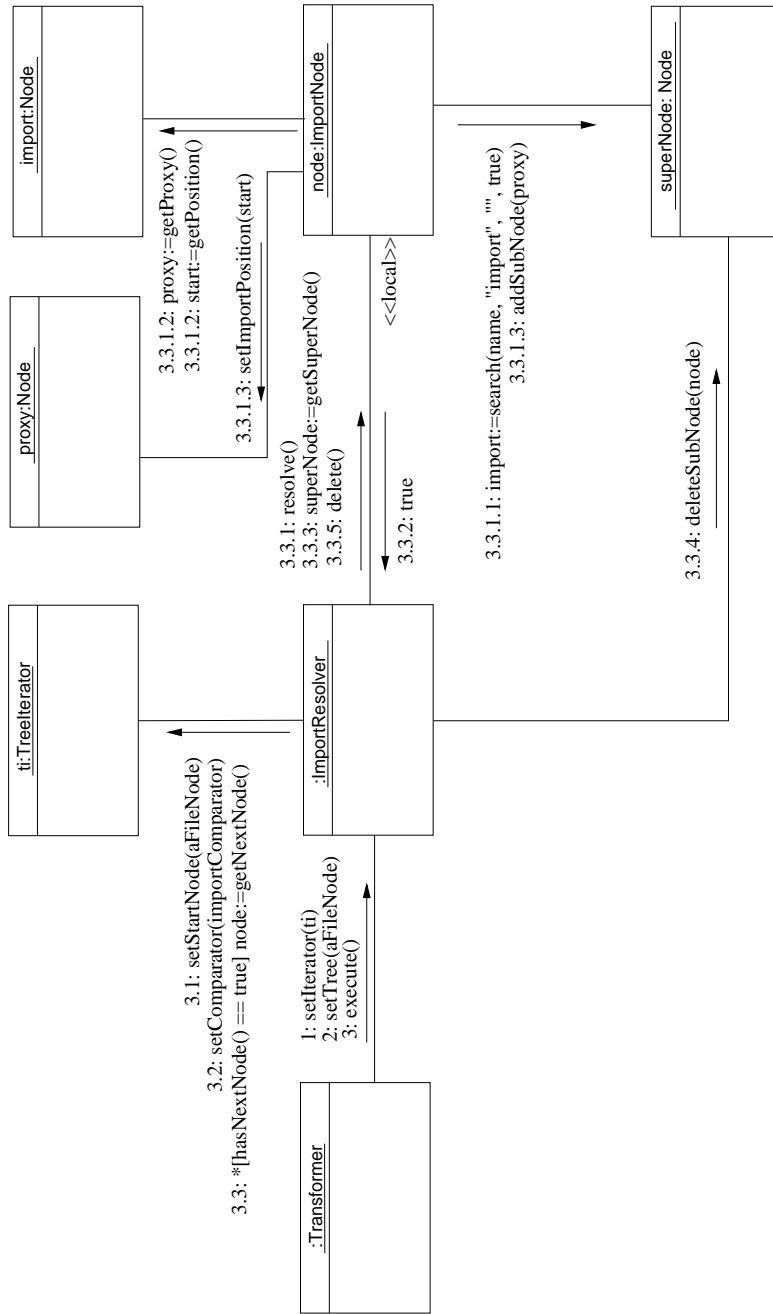 ti:TreeIterator
proxy:Node
import:Node
3.1: setStartNode(aFileNode)
3.2: setComparator(importComparator)
3.3: *[hasNextNode() == true] node:=getNextNode()
3.3.1.2: proxy:=getProxy()
3.3.1.2: start:=getPosition()
3.3.1.3: setImportPosition(start)
:Transformer
1: setIterator(ti)
2: setTree(aFileNode)
3: execute()
:ImportResolver
3.3.1: resolve()
3.3.3: superNode:=getSuperNode()
3.3.5: delete()
3.3.2: true
<<local>>
node:ImportNode
3.3.1.1: import:=search(name, "import", "", true)
3.3.1.3: addSubNode(proxy)
3.3.4: deleteSubNode(node)
superNode: Node